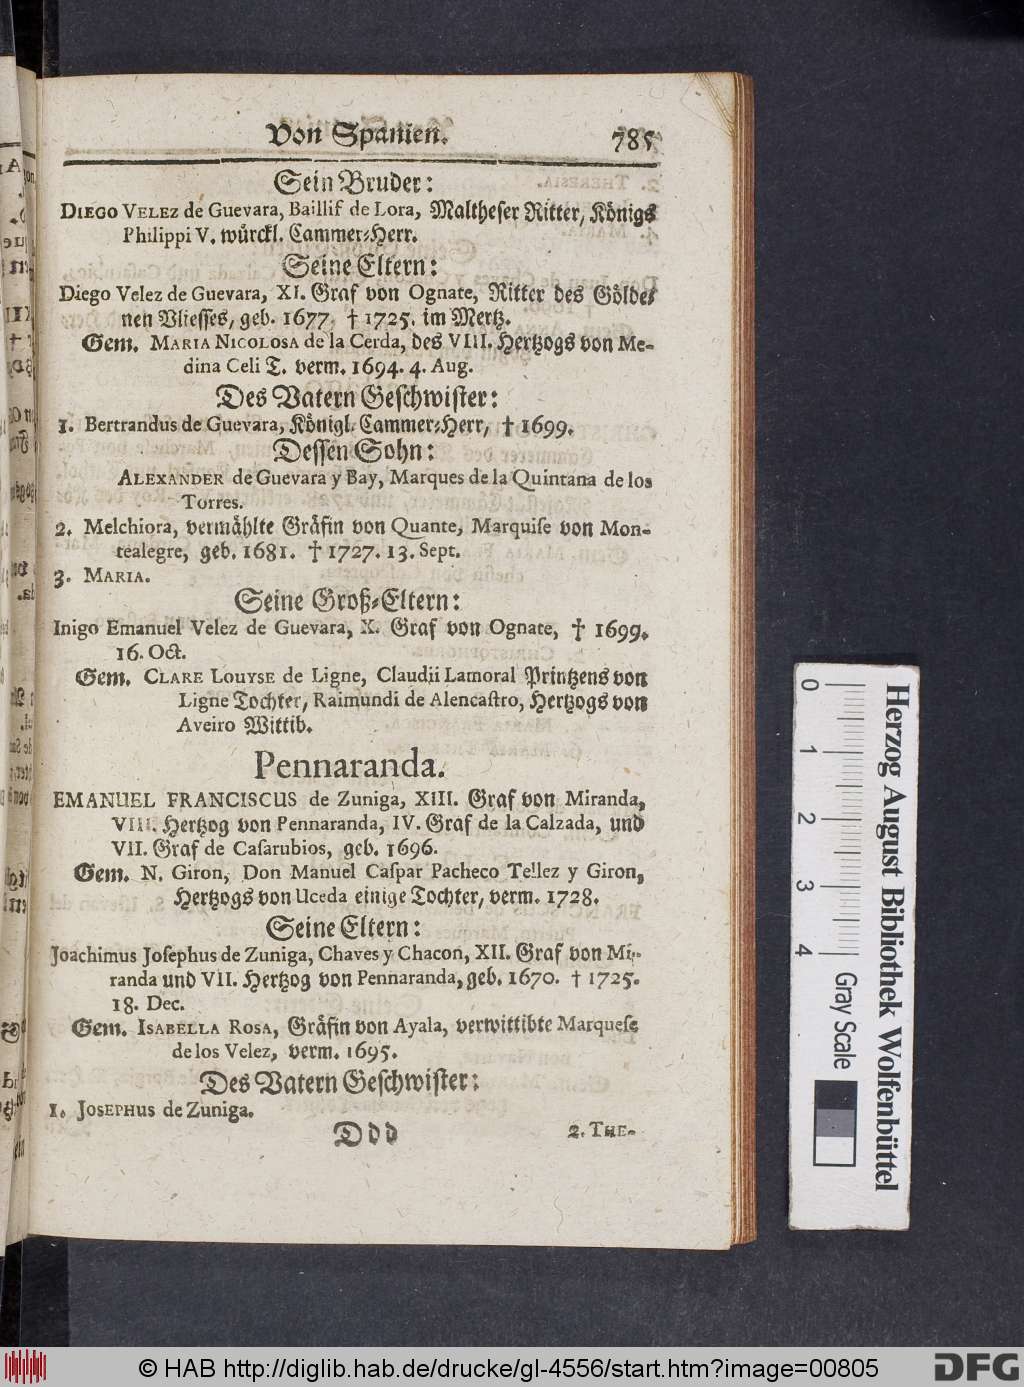 Von Spanien. 785
Sein Bruder:
DIEGO VELEZ de Guevara, Baillif de Lora, Maltheser Ritter, Königs
Philippi V. würckl. Cammer-Herr.
Seine Eltern:
Diego Velez de Guevara, XI. Graf von Ognate, Ritter des Gölde-
nen Vliesses, geb. 1677. † 1725. im Mertz.
Gem. MARIA NICOLOSA de la Cerda, des VIII. Hertzogs von Me-
dina Celi T. verm. 1694. 4. Aug.
Des Vatern Geschwister:
1. Bertrandus de Guevara, Königl. Cammer-Herr, † 1699.
Dessen Sohn:
ALEXANDER de Guevara y Bay, Marques de la Quintana de los
Torres.
2. Melchiora, vermählte Gräfin von Quante, Marquise von Mon-
tealegre, geb. 1681. † 1727. 13. Sept.
3. MARIA.
Seine Groß-Eltern:
Inigo Emanuel Velez de Guevara, X. Graf von Ognate, † 1699.
16. Oct.
Gem. CLARE LOUYSE de Ligne, Claudii Lamoral Printzens von
Ligne Tochter, Raimundi de Alencastro, Hertzogs von
Aveiro Wittib.
Pennaranda.
EMANUEL FRANCISCUS de Zuniga, XIII. Graf von Miranda,
VIII. Hertzog von Pennaranda, IV. Graf de la Calzada, und
VII. Graf de Casarubios, geb. 1696.
Gem. N. Giron, Don Manuel Caspar Pacheco Tellez y Giron,
Hertzogs von Uceda einige Tochter, verm. 1728.
Seine Eltern:
Joachimus Josephus de Zuniga, Chaves y Chacon, XII. Graf von Mi-
randa und VII. Hertzog von Pennaranda, geb. 1670. † 1725.
18. Dec.
Gem. ISABELLA ROSA, Gräfin von Ayala, verwittibte Marquese
de los Velez, verm. 1695.
Des Vatern Geschwister:
1. JOSEPHUS de Zuniga.
Ddd 2. THE-
0 1 2 3 4
Gray Scale
Herzog August Bibliothek Wolfenbüttel
© HAB http://diglib.hab.de/drucke/gl-4556/start.htm?image=00805
DFG